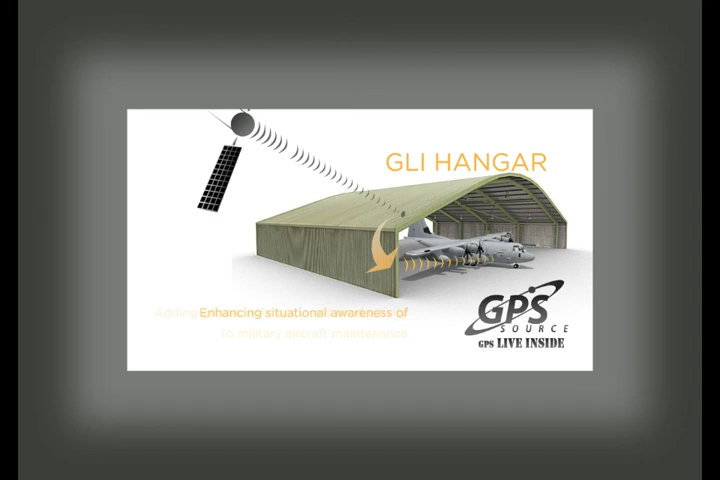 GLI HANGAR
Adding
Enhancing situational awareness of
to military aircraft maintenance
GPS
SOURCE
GPS LIVE INSIDE